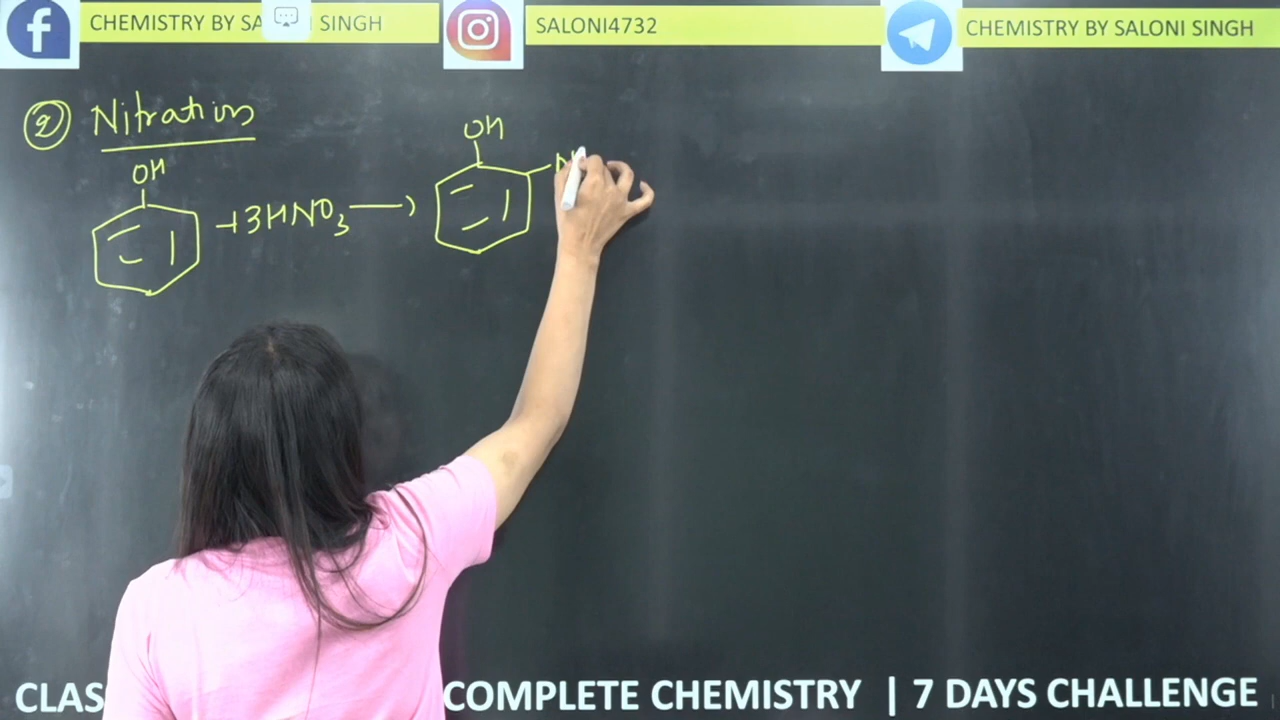 CHEMISTRY BY SA SINGH
SALONI4732
CHEMISTRY BY SALONI SINGH
2 Nitration
OH
OH
+3HNO3 →
CLAS COMPLETE CHEMISTRY | 7 DAYS CHALLENGE